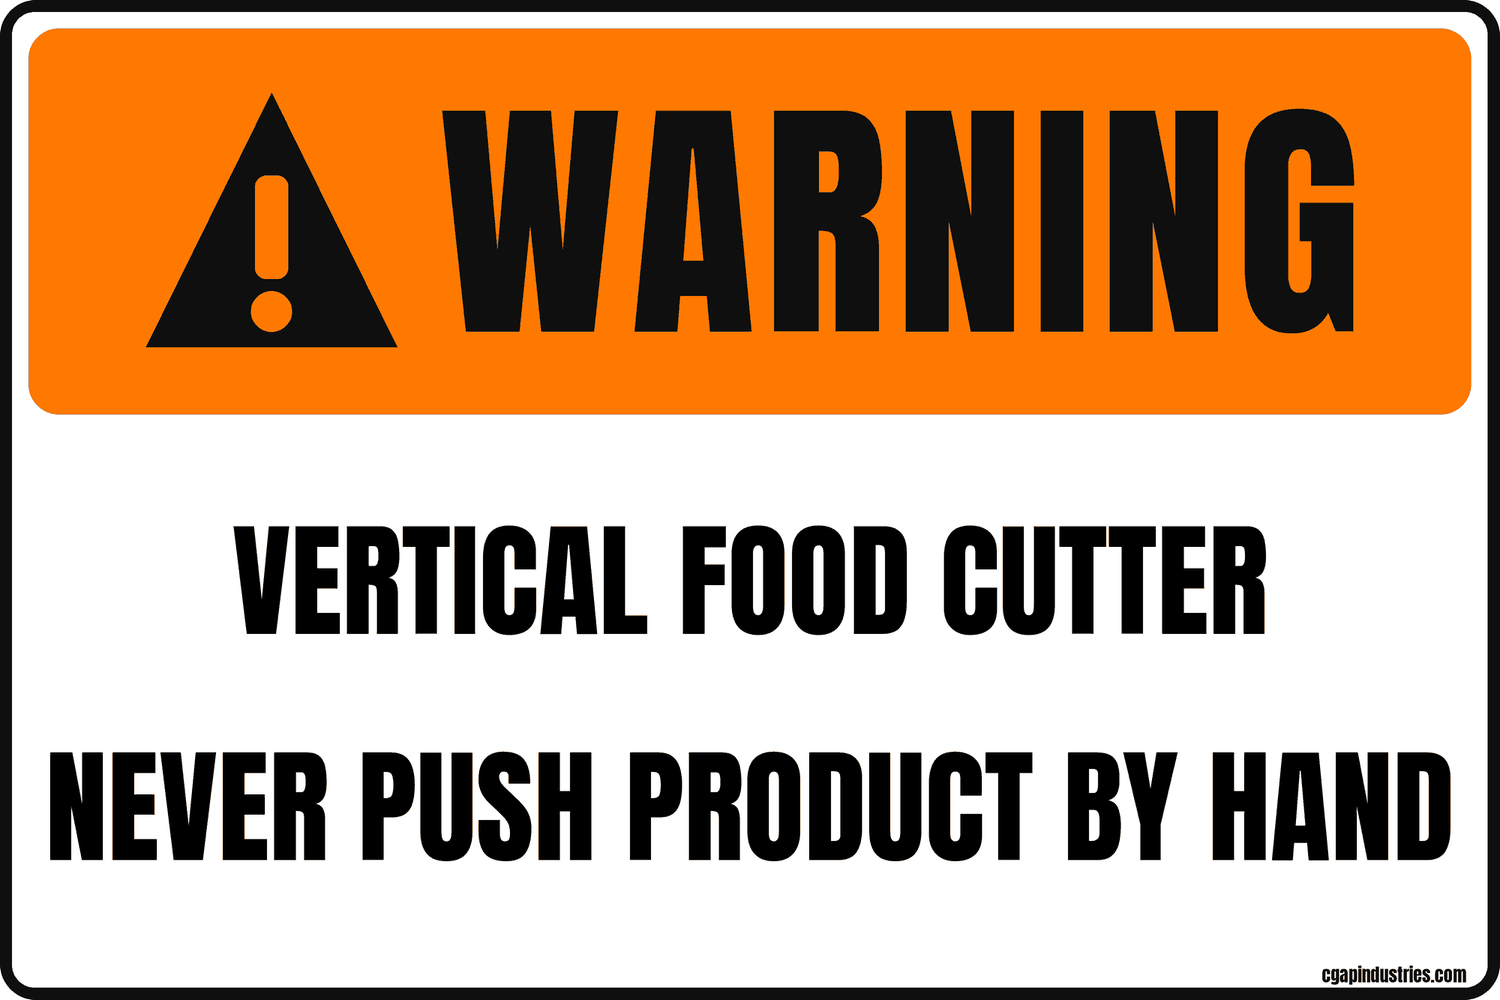 WARNING
VERTICAL FOOD CUTTER
NEVER PUSH PRODUCT BY HAND
cgapindustries.com